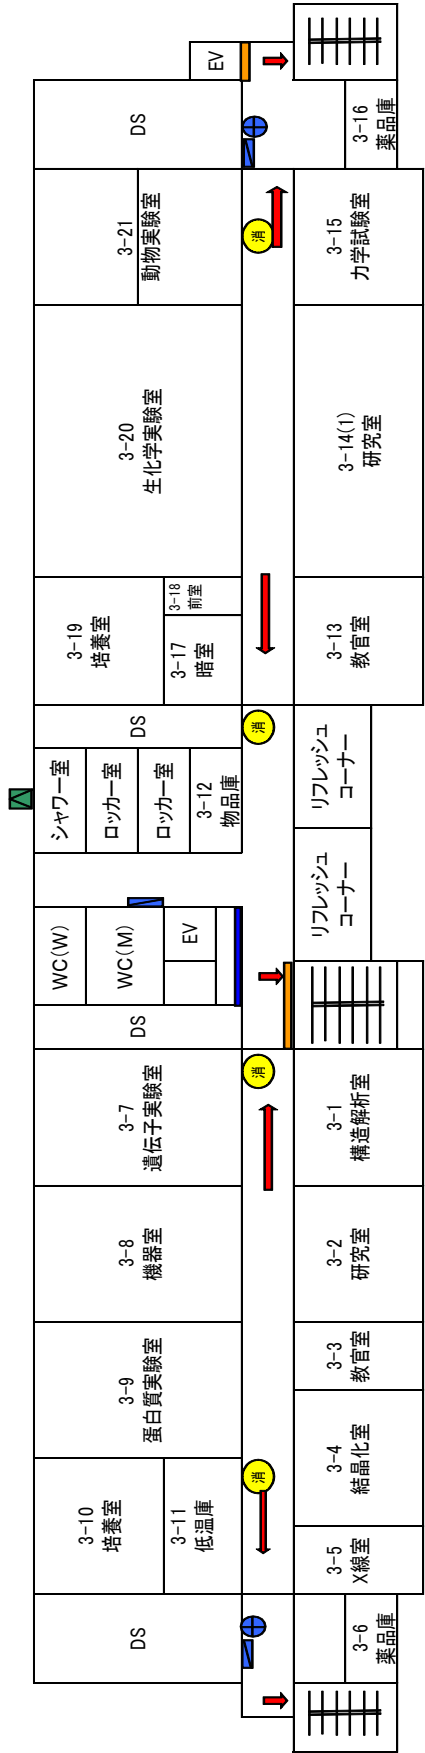 EV
DS
3-16
薬品庫
3-21
動物実験室
消
3-15
力学試験室
3-20
生化学実験室
3-14(1)
研究室
3-19
培養室
3-18
前室
3-17
暗室
3-13
教官室
DS
消
シャワー室
ロッカー室
ロッカー室
3-12
物品庫
リフレッシュ
コーナー
リフレッシュ
コーナー
WC(W)
WC(M)
EV
DS
消
3-7
遺伝子実験室
3-1
構造解析室
3-8
機器室
3-2
研究室
3-9
蛋白質実験室
3-3
教官室
3-4
結晶化室
消
3-10
培養室
3-11
低温庫
3-5
X線室
DS
3-6
薬品庫